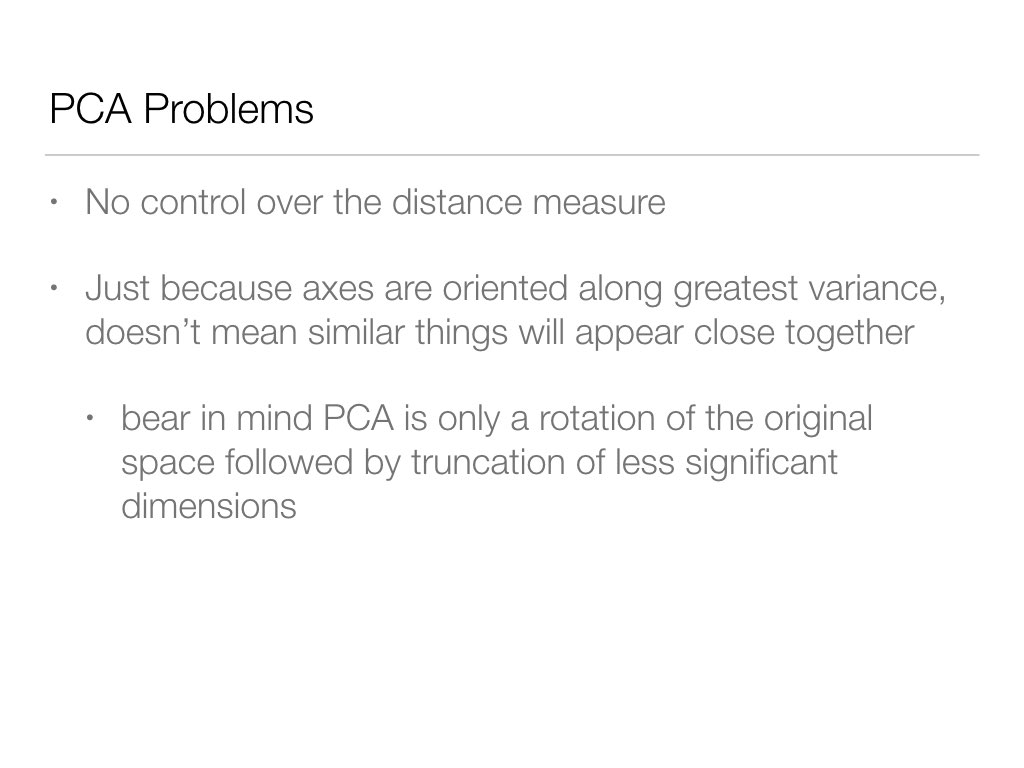 PCA Problems
• No control over the distance measure
• Just because axes are oriented along greatest variance,
doesn’t mean similar things will appear close together
• bear in mind PCA is only a rotation of the original
space followed by truncation of less significant
dimensions